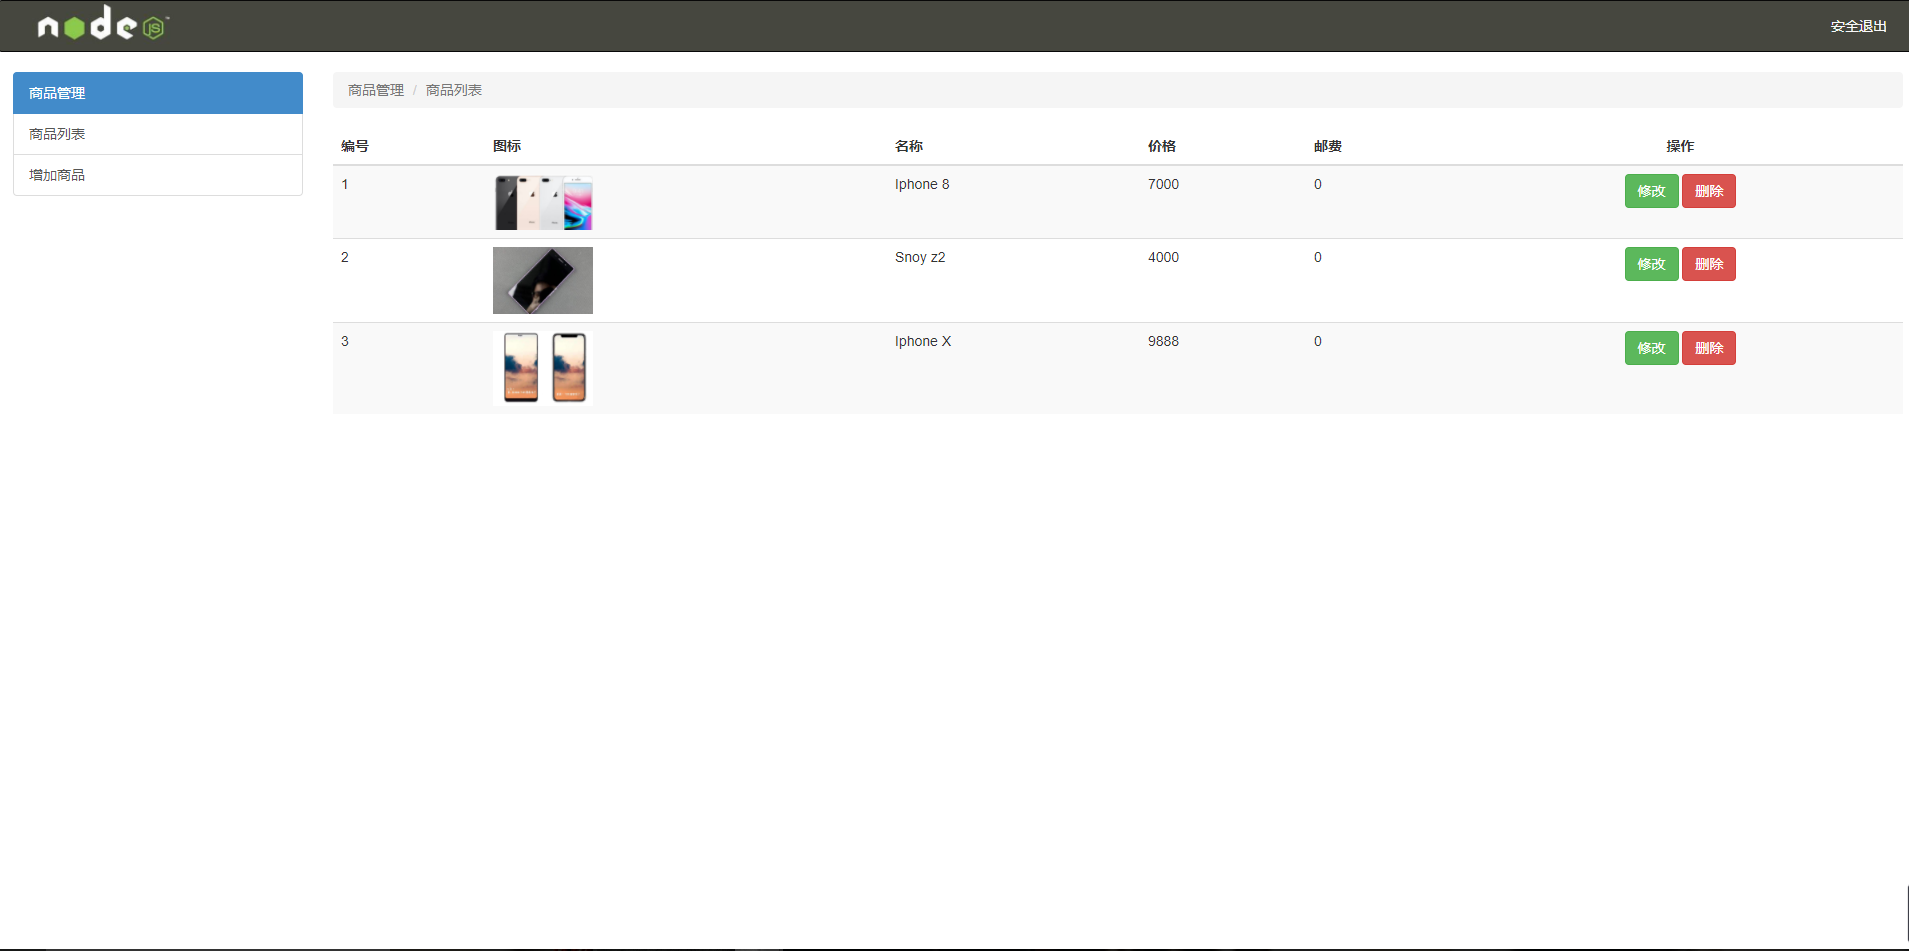 node JS™
安全退出
商品管理
商品列表
增加商品
商品管理 / 商品列表
编号 图标 名称 价格 邮费 操作
1 Iphone 8 7000 0 修改 删除
2 Snoy z2 4000 0 修改 删除
3 Iphone X 9888 0 修改 删除